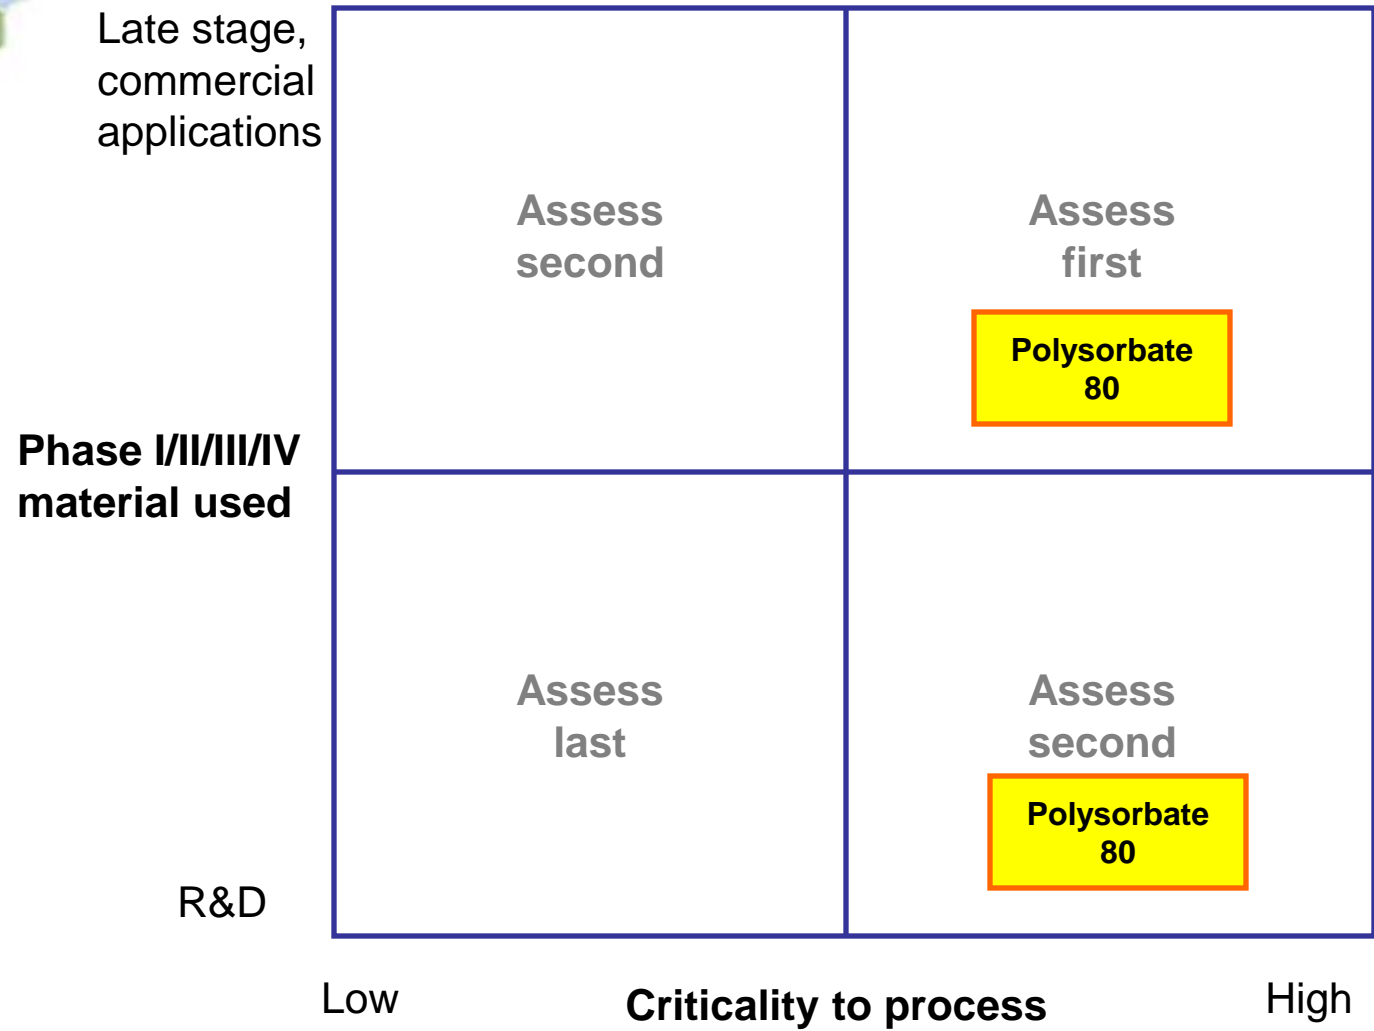 Late stage,
commercial
applications
Assess
second
Assess
first
Polysorbate
80
Phase I/II/III/IV
material used
Assess
last
Assess
second
Polysorbate
80
R&D
Low
Criticality to process
High